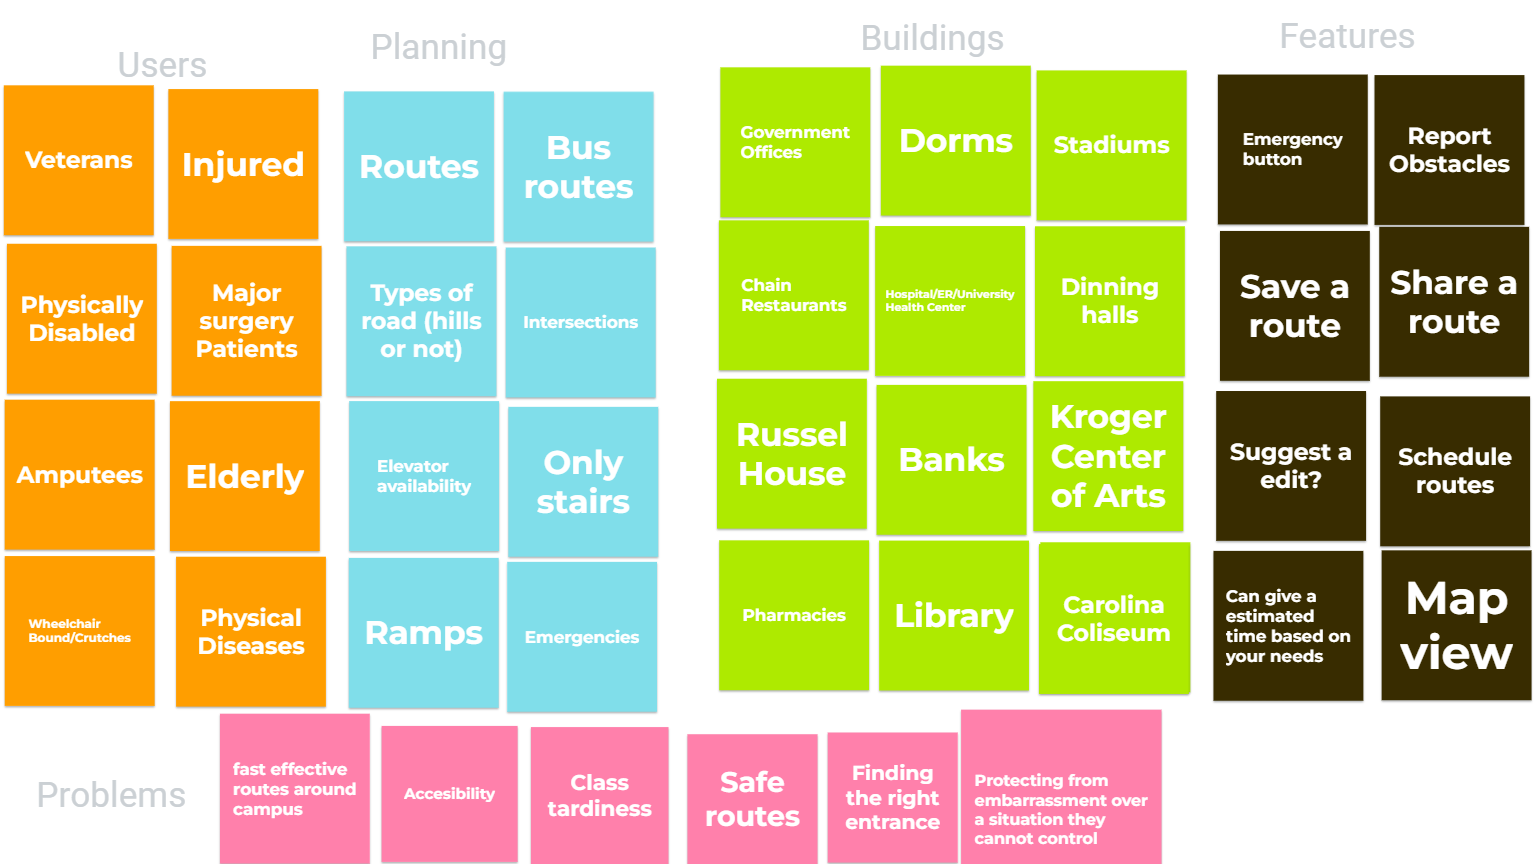 Users
Veterans
Injured
Physically
Disabled
Major
surgery
Patients
Amputees
Elderly
Wheelchair
Bound/Crutches
Physical
Diseases
Planning
Routes
Bus
routes
Types of
road (hills
or not)
Intersections
Elevator
availability
Only
stairs
Ramps
Emergencies
Buildings
Government
Offices
Dorms
Stadiums
Chain
Restaurants
Hospital/ER/University
Health Center
Dinning
halls
Russel
House
Banks
Kroger
Center
of Arts
Pharmacies
Library
Carolina
Coliseum
Features
Emergency
button
Report
Obstacles
Save a
route
Share a
route
Suggest a
edit?
Schedule
routes
Can give a
estimated
time based on
your needs
Map
view
Problems
fast effective
routes around
campus
Accesibility
Class
tardiness
Safe
routes
Finding
the right
entrance
Protecting from
embarrassment over
a situation they
cannot control